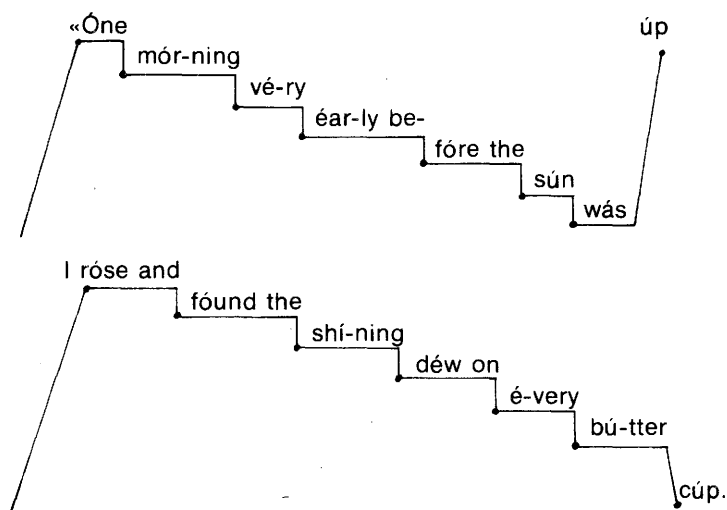 «Óne mór-ning vé-ry éar-ly be- fóre the sún wás úp
I róse and fóund the shí-ning déw on é-very bú-tter cúp.